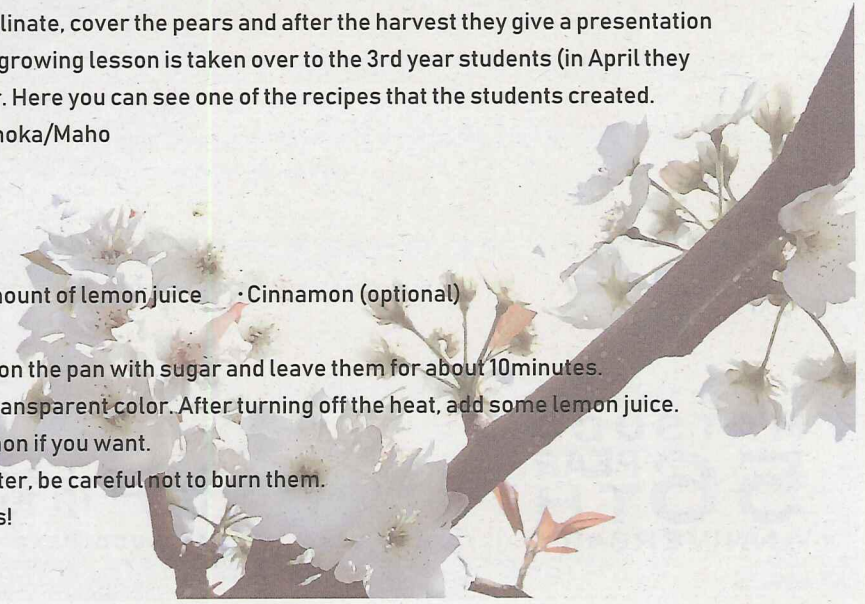 linate, cover the pears and after the harvest they give a presentation
growing lesson is taken over to the 3rd year students (in April they
. Here you can see one of the recipes that the students created.
noka/Maho
nount of lemon juice ・Cinnamon (optional)
on the pan with sugar and leave them for about 10minutes.
ansparent color. After turning off the heat, add some lemon juice.
non if you want.
ter, be careful not to burn them.
s!